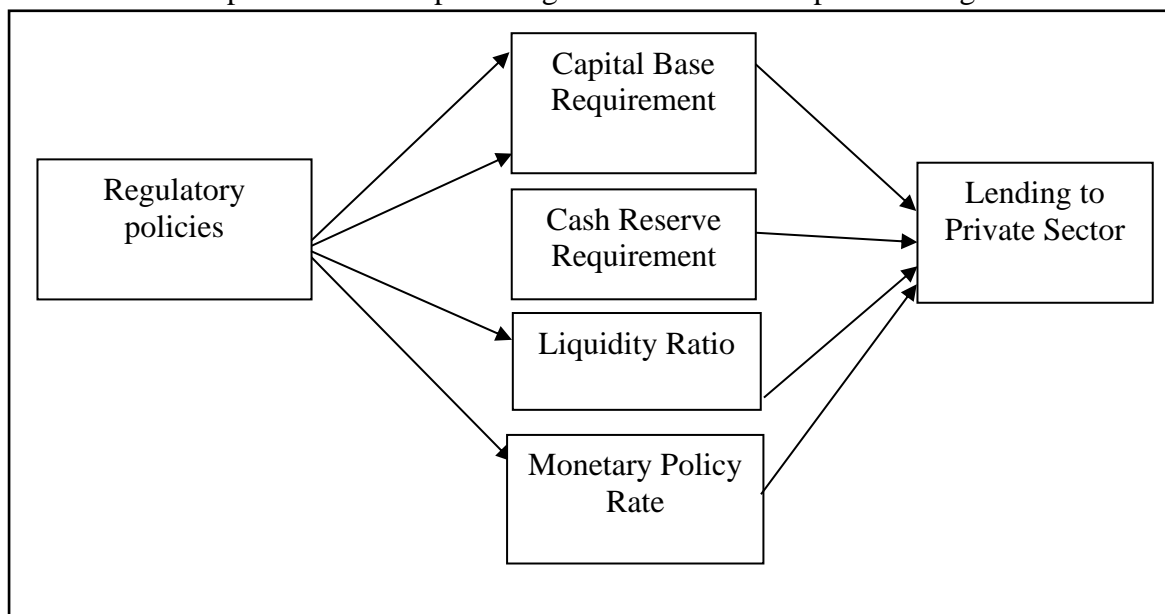 Capital Base
Requirement
Regulatory
policies
Cash Reserve
Requirement
Lending to
Private Sector
Liquidity Ratio
Monetary Policy
Rate